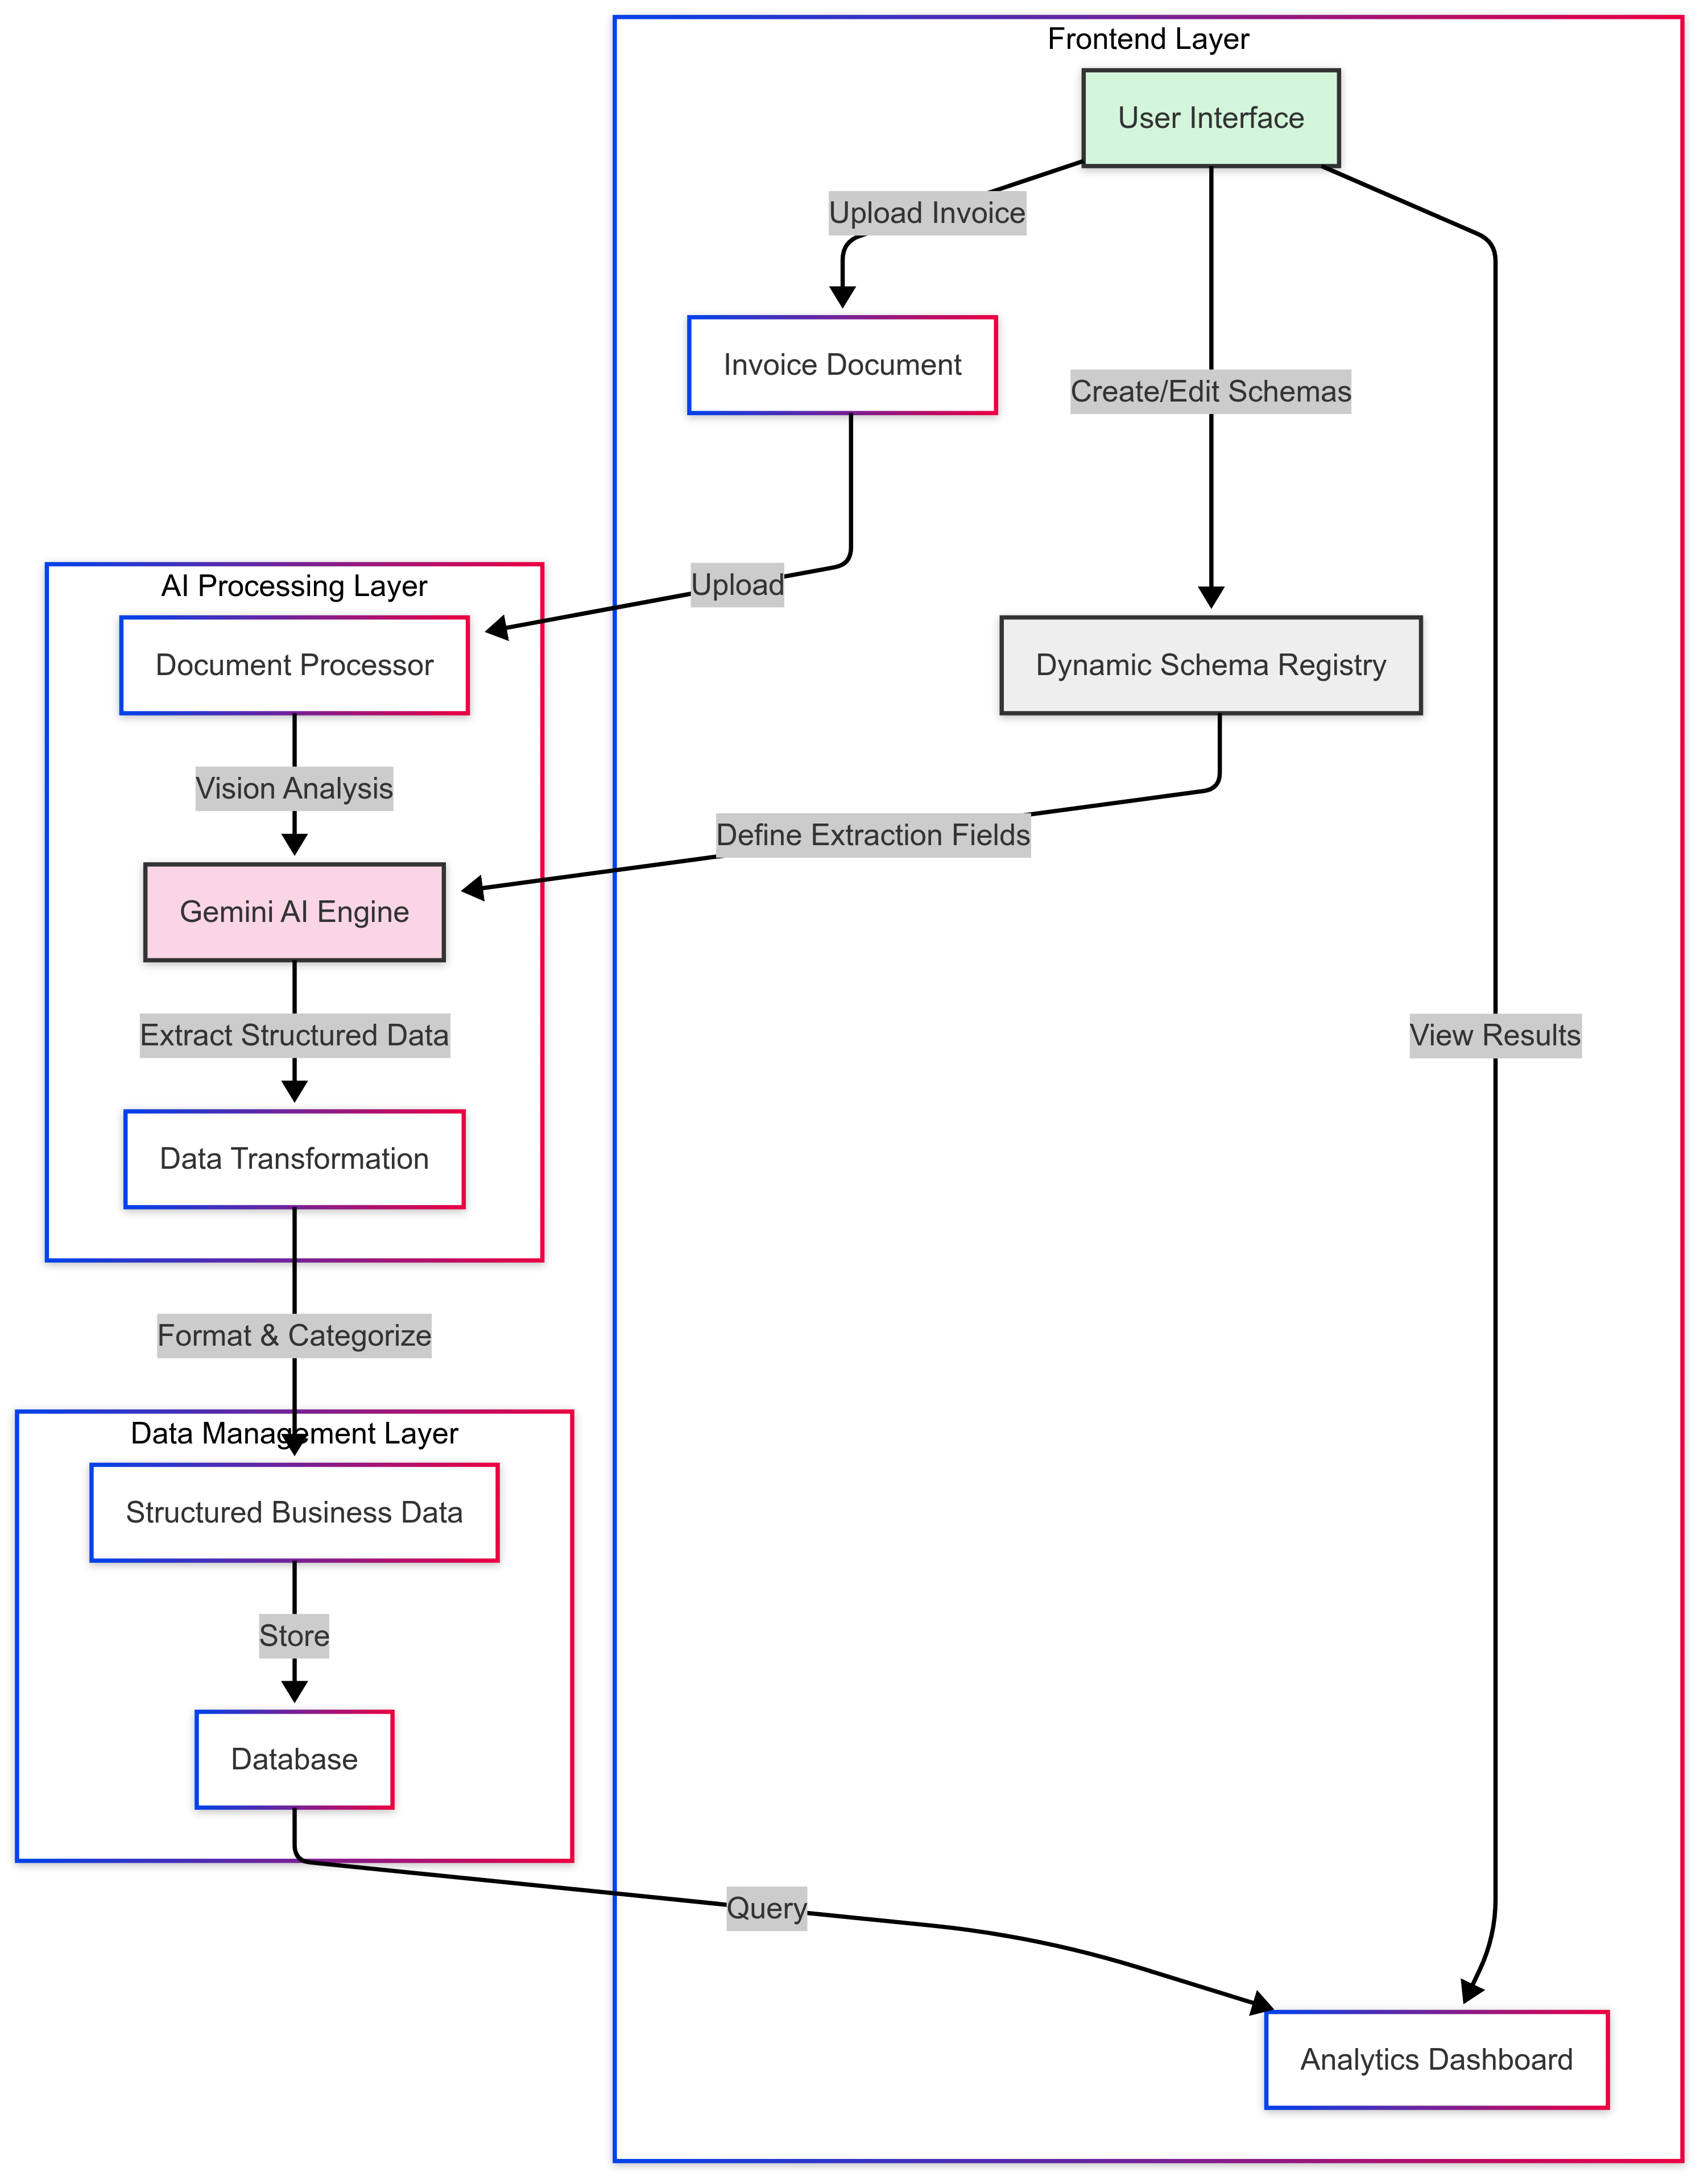 Frontend Layer
User Interface
Upload Invoice
Invoice Document
Create/Edit Schemas
Upload
AI Processing Layer
Document Processor
Dynamic Schema Registry
Vision Analysis
Define Extraction Fields
Gemini AI Engine
Extract Structured Data
View Results
Data Transformation
Format & Categorize
Data Management Layer
Structured Business Data
Store
Database
Query
Analytics Dashboard